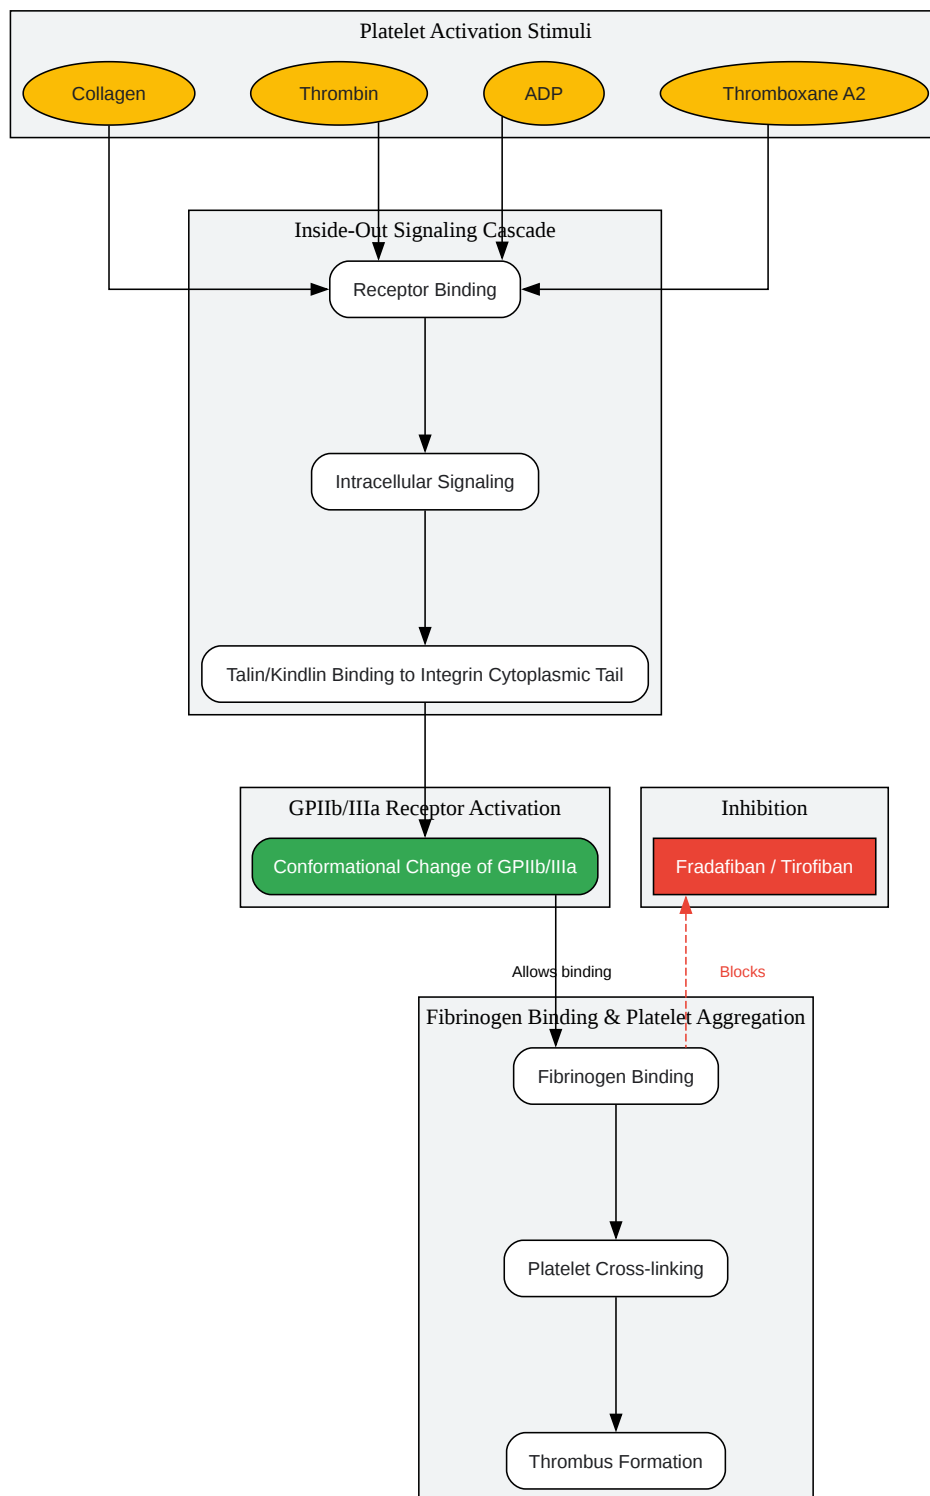 Platelet Activation Stimuli
Collagen
Thrombin
ADP
Thromboxane A2
Inside-Out Signaling Cascade
Receptor Binding
Intracellular Signaling
Talin/Kindlin Binding to Integrin Cytoplasmic Tail
GPIIb/IIIa Receptor Activation
Inhibition
Conformational Change of GPIIb/IIIa
Fradafiban / Tirofiban
Allows binding
Blocks
Fibrinogen Binding & Platelet Aggregation
Fibrinogen Binding
Platelet Cross-linking
Thrombus Formation